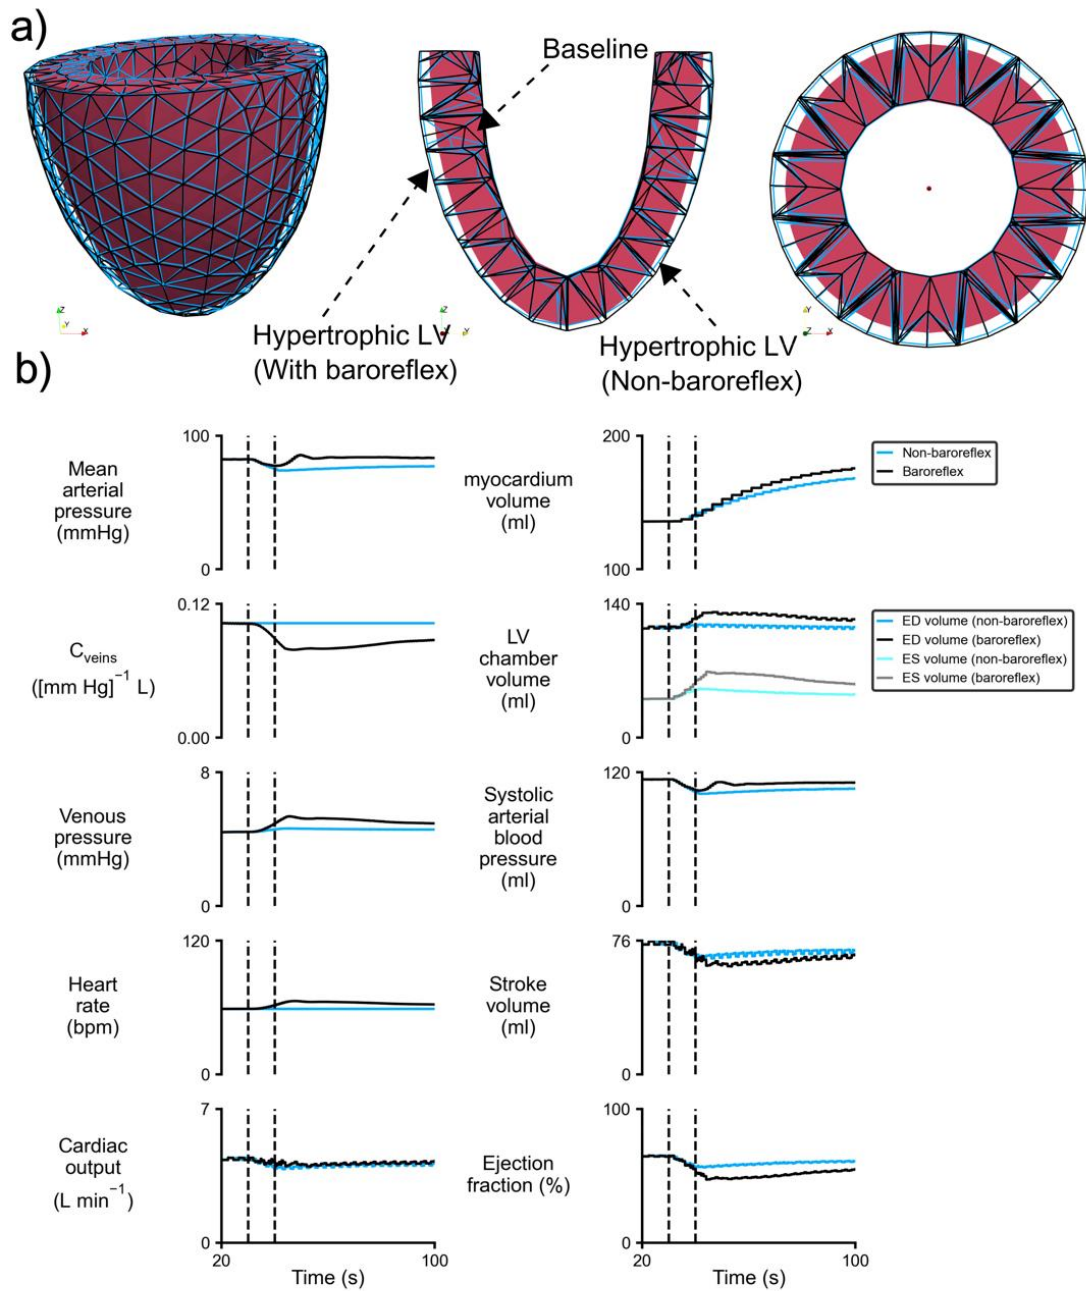 a)
Baseline
Hypertrophic LV
(With baroreflex)
Hypertrophic LV
(Non-baroreflex)
Z
Y
X
Z
Y
X
Z
Y
X
b)
Mean
arterial
pressure
(mmHg)
100
0
myocardium
volume
(ml)
200
100
Non-baroreflex
Baroreflex
C veins
([mm Hg]⁻¹ L)
0.12
0.00
LV
chamber
volume
(ml)
140
0
ED volume (non-baroreflex)
ED volume (baroreflex)
ES volume (non-baroreflex)
ES volume (baroreflex)
Venous
pressure
(mmHg)
8
0
Systolic
arterial
blood
pressure
(ml)
120
0
Heart
rate
(bpm)
120
0
Stroke
volume
(ml)
76
0
Cardiac
output
(L min⁻¹)
7
0
20
100
Time (s)
Ejection
fraction (%)
100
0
20
100
Time (s)